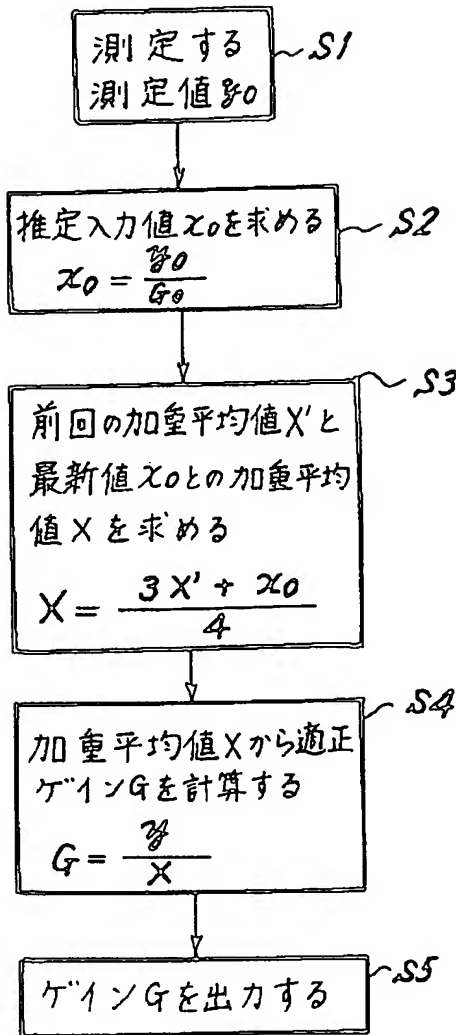 測定する
測定値y0
S1
推定入力値x0を求める
x0 = y0/G0
S2
前回の加重平均値X'と
最新値x0との加重平均
値Xを求める
X = 3X' + x0 / 4
S3
加重平均値Xから適正
ゲインGを計算する
G = y/X
S4
ゲインGを出力する
S5